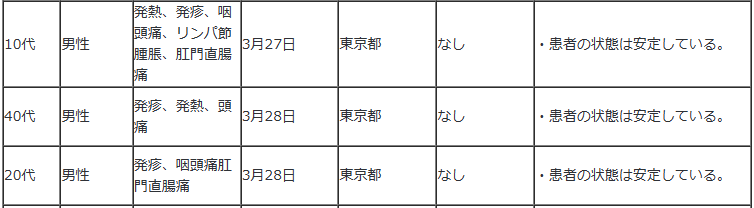 10代 男性 発熱、発疹、咽頭痛、リンパ節腫脹、肛門直腸痛 3月27日 東京都 なし ・患者の状態は安定している。
40代 男性 発疹、発熱、頭痛 3月28日 東京都 なし ・患者の状態は安定している。
20代 男性 発疹、咽頭痛肛門直腸痛 3月28日 東京都 なし ・患者の状態は安定している。